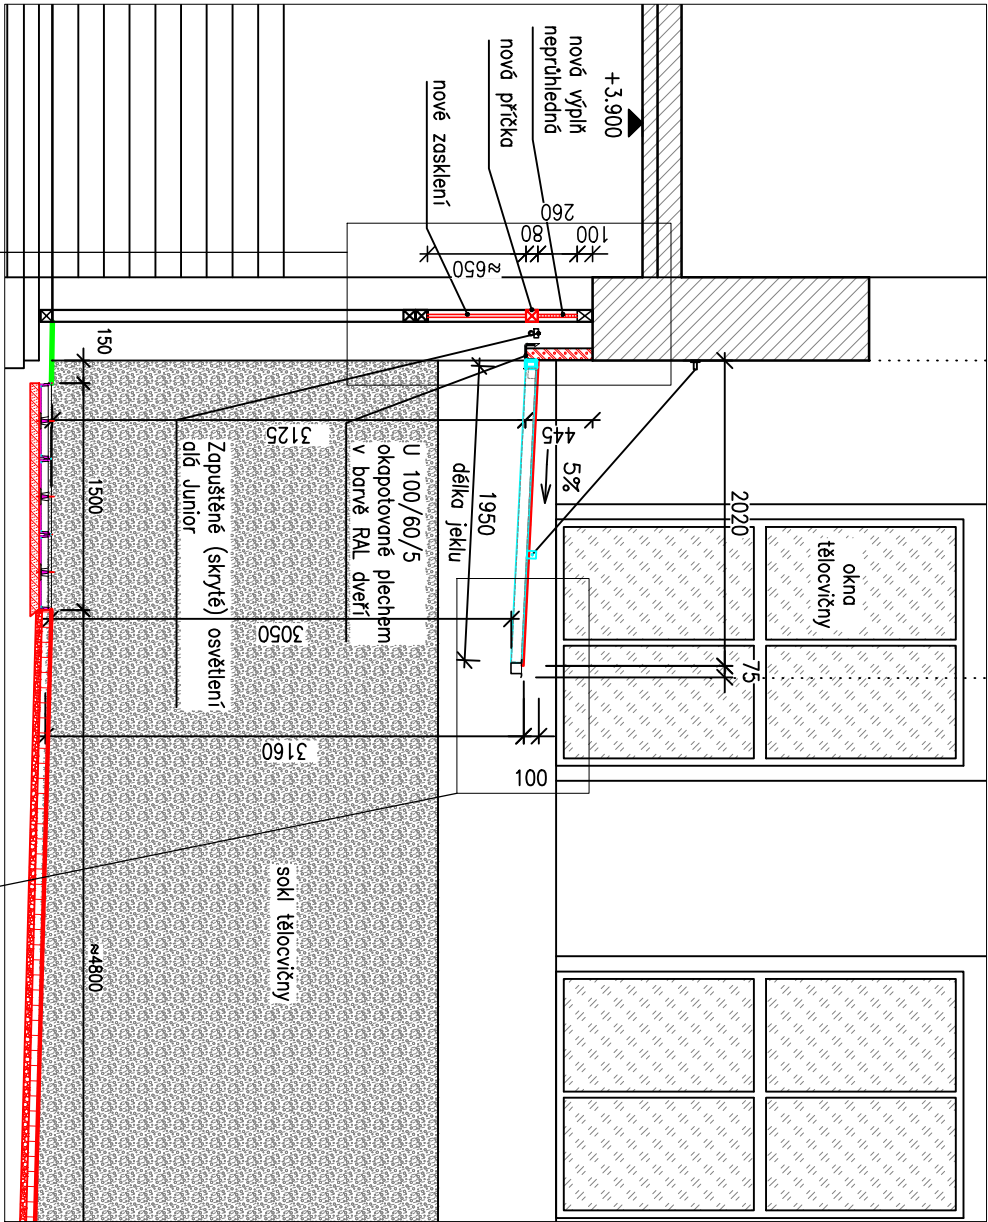 +3.900
nová výplň
neprůhledná
nová příčka
nové zasklení
260
100
80
≈650
150
1500
3125
445
5%
1950
délka jeklu
U 100/60/5
okapotované plechem
v barvě RAL dveří
Zapuštěné (skryté) osvětlení
alá Junior
2020
75
okna
tělocvičny
3050
3160
100
sokl tělocvičny
≈4800